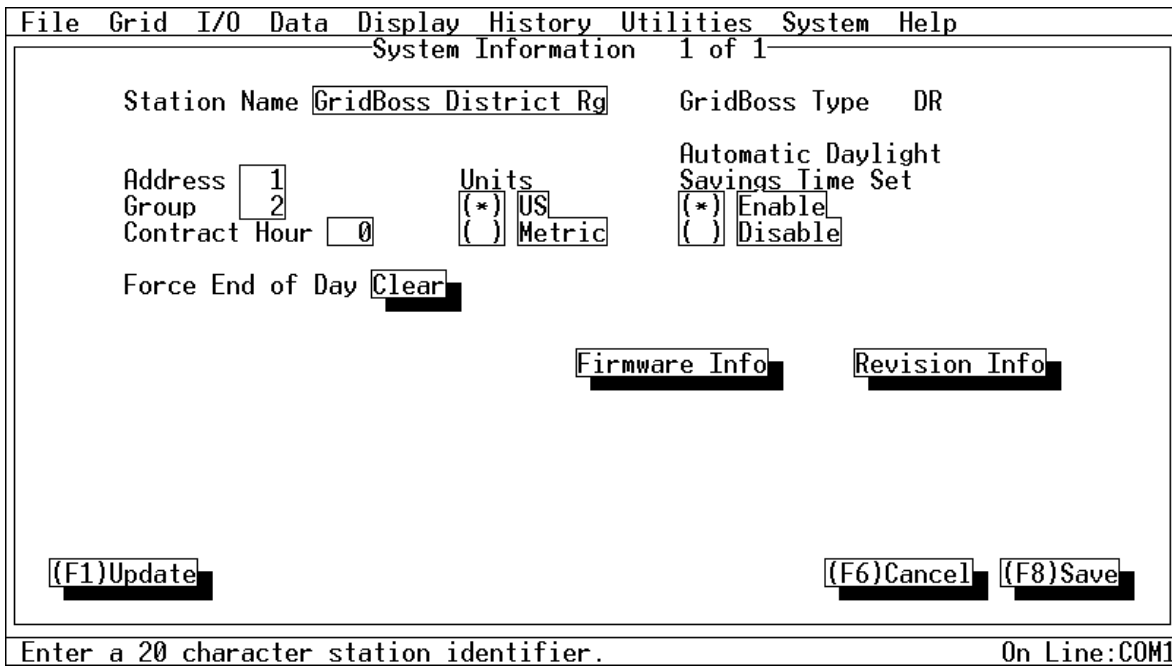 File Grid I/O Data Display History Utilities System Help
System Information 1 of 1
Station Name GridBoss District Rg GridBoss Type DR
Automatic Daylight
Address 1 Units Savings Time Set
Group 2 (*) US (*) Enable
Contract Hour 0 ( ) Metric ( ) Disable
Force End of Day Clear
Firmware Info Revision Info
(F1)Update (F6)Cancel (F8)Save
Enter a 20 character station identifier. On Line:COM1